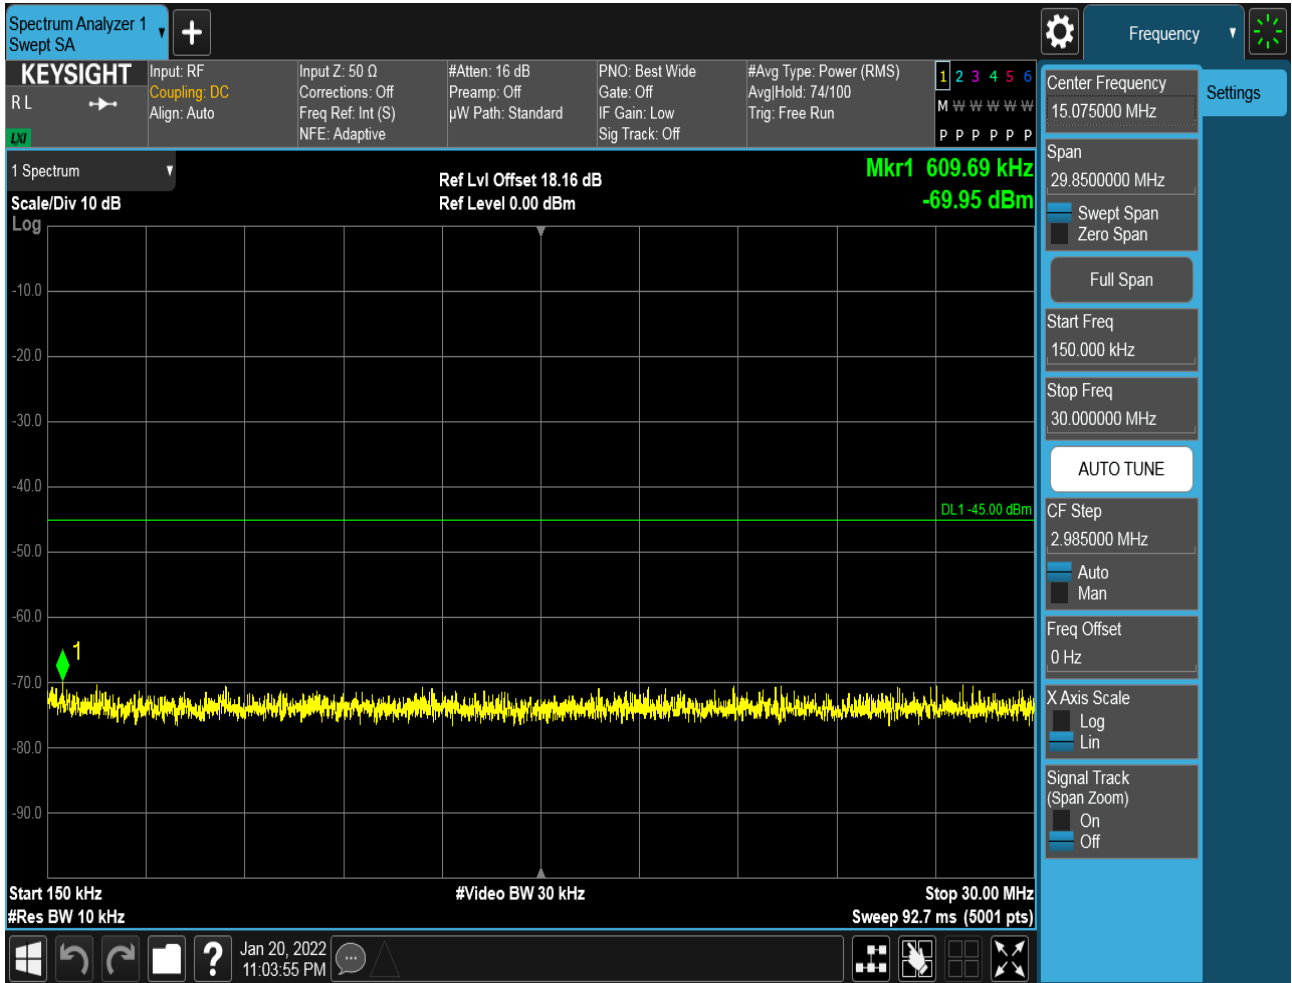 Spectrum Analyzer 1
Swept SA
Frequency
KEYSIGHT
R L
LXI
Input: RF
Coupling: DC
Align: Auto
Input Z: 50 Ω
Corrections: Off
Freq Ref: Int (S)
NFE: Adaptive
#Atten: 16 dB
Preamp: Off
µW Path: Standard
PNO: Best Wide
Gate: Off
IF Gain: Low
Sig Track: Off
#Avg Type: Power (RMS)
Avg|Hold: 74/100
Trig: Free Run
1 2 3 4 5 6
M W W W W W
P P P P P P
1 Spectrum
Scale/Div 10 dB
Log
Ref Lvl Offset 18.16 dB
Ref Level 0.00 dBm
Mkr1 609.69 kHz
-69.95 dBm
-10.0
-20.0
-30.0
-40.0
DL1 -45.00 dBm
-50.0
-60.0
1
-70.0
-80.0
-90.0
Start 150 kHz
#Res BW 10 kHz
#Video BW 30 kHz
Stop 30.00 MHz
Sweep 92.7 ms (5001 pts)
Center Frequency
15.075000 MHz
Settings
Span
29.8500000 MHz
Swept Span
Zero Span
Full Span
Start Freq
150.000 kHz
Stop Freq
30.000000 MHz
AUTO TUNE
CF Step
2.985000 MHz
Auto
Man
Freq Offset
0 Hz
X Axis Scale
Log
Lin
Signal Track
(Span Zoom)
On
Off
?
Jan 20, 2022
11:03:55 PM